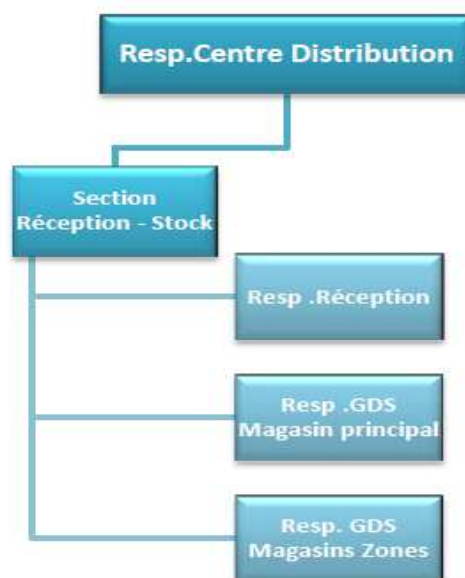 Resp.Centre Distribution
Section
Réception - Stock
Resp .Réception
Resp .GDS
Magasin principal
Resp. GDS
Magasins Zones